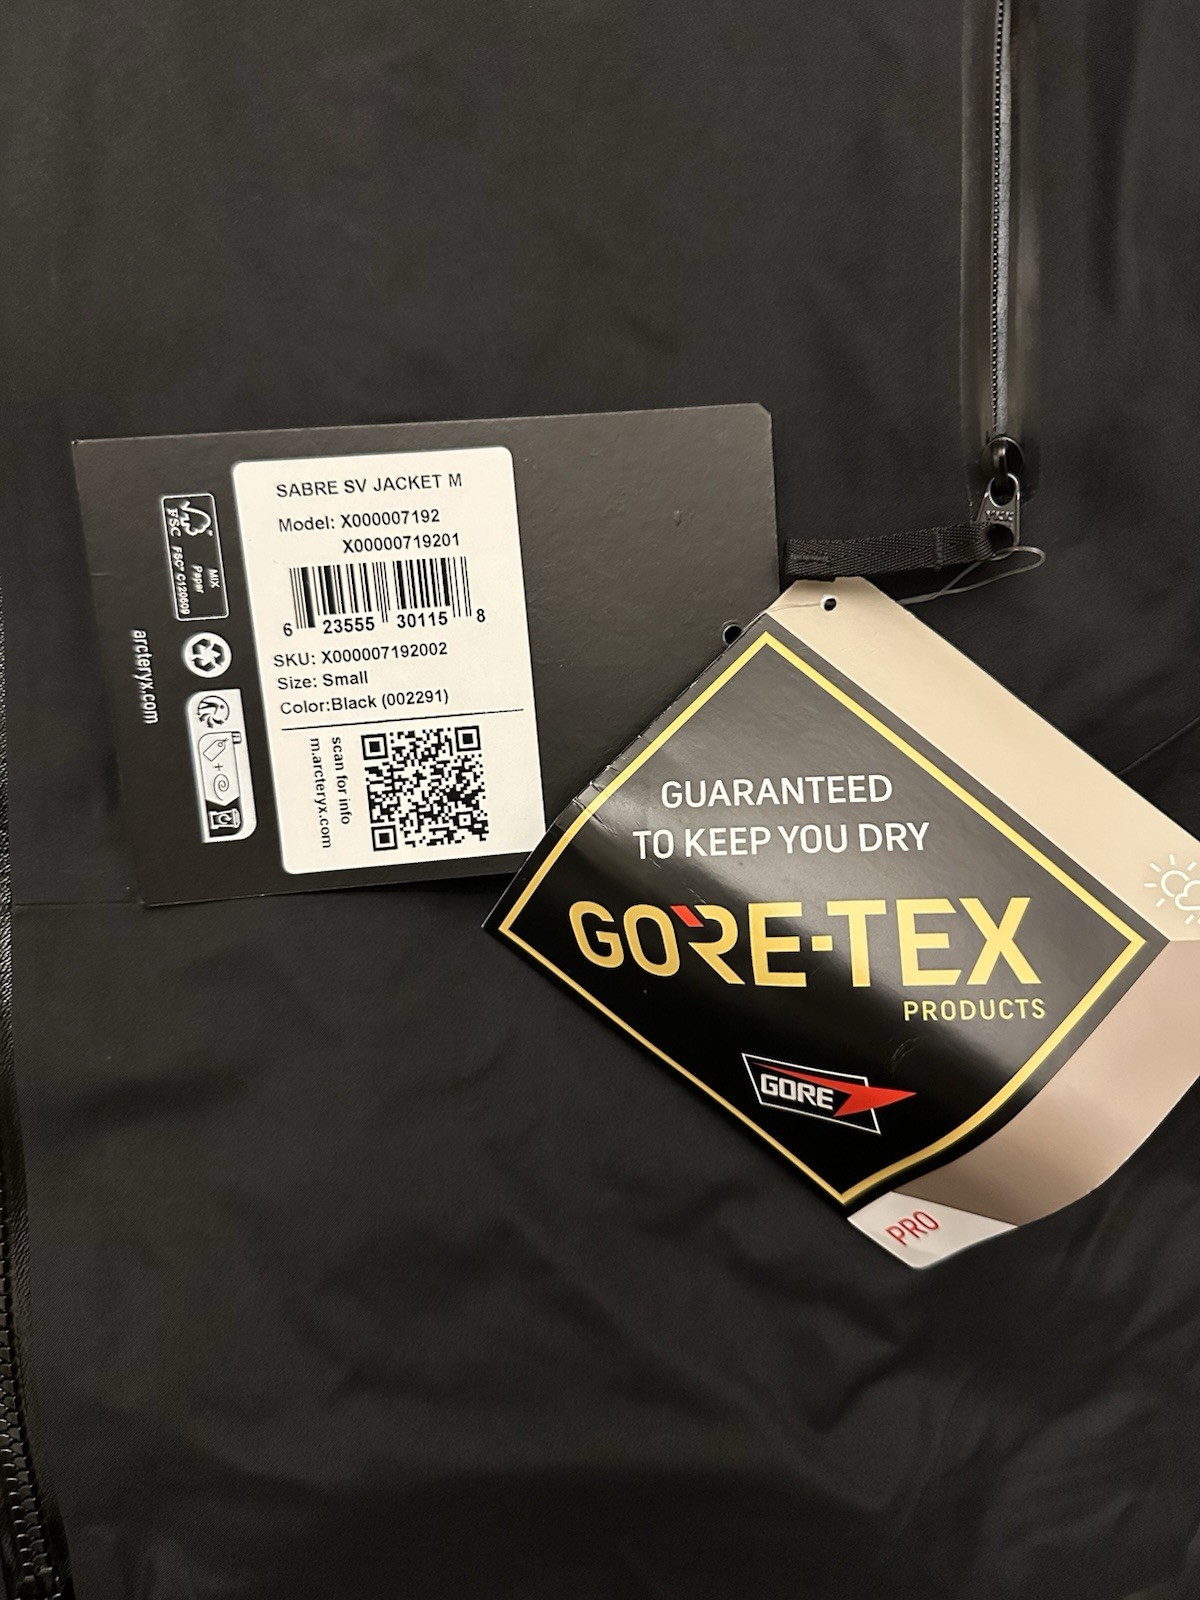 SABRE SV JACKET M
Model: X000007192
X00000719201
6 23555 30115 8
SKU: X000007192002
Size: Small
Color:Black (002291)
scan for info
m.arcteryx.com
FSC
MIX
Paper
FSC® C120609
arcteryx.com
YKK
GUARANTEED
TO KEEP YOU DRY
GORE-TEX
PRODUCTS
GORE
PRO